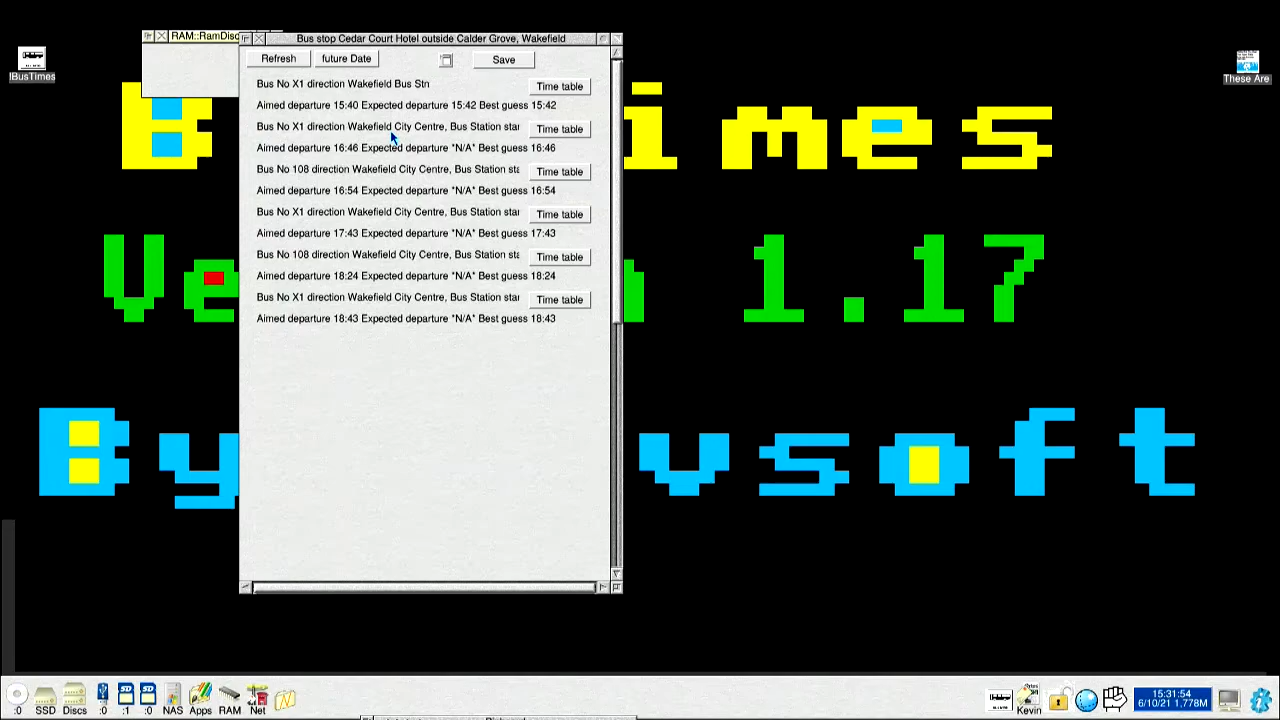 RAM::RamDisc
Bus stop Cedar Court Hotel outside Calder Grove, Wakefield
!BusTimes
These Are
Refresh
future Date
Save
Bus No X1 direction Wakefield Bus Stn
Time table
Aimed departure 15:40 Expected departure 15:42 Best guess 15:42
Bus No X1 direction Wakefield City Centre, Bus Station
Time table
Aimed departure 16:46 Expected departure *N/A* Best guess 16:46
Bus No 108 direction Wakefield City Centre, Bus Station
Time table
Aimed departure 16:54 Expected departure *N/A* Best guess 16:54
Bus No X1 direction Wakefield City Centre, Bus Station
Time table
Aimed departure 17:43 Expected departure *N/A* Best guess 17:43
Bus No 108 direction Wakefield City Centre, Bus Station
Time table
Aimed departure 18:24 Expected departure *N/A* Best guess 18:24
Bus No X1 direction Wakefield City Centre, Bus Station
Time table
Aimed departure 18:43 Expected departure *N/A* Best guess 18:43
B imes
Ve 1.17
By vsoft
:0
SSD
Discs
:0
SD
:1
SD
:0
NAS
Apps
RAM
Net
Kevin
15:31:54
6/10/21 1.778M